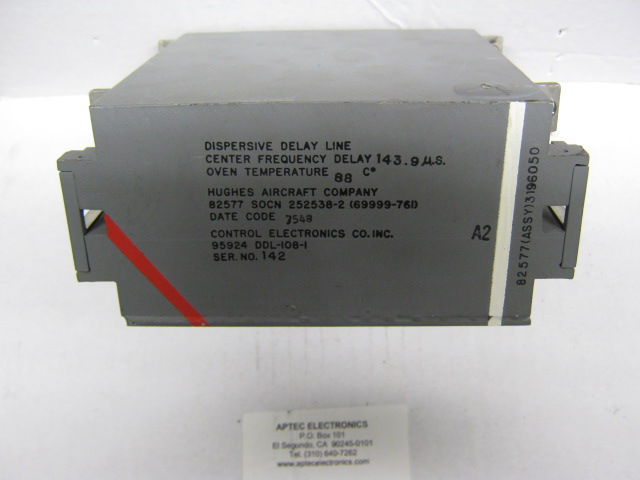 DISPERSIVE DELAY LINE
CENTER FREQUENCY DELAY 143.9 μS.
OVEN TEMPERATURE 88 C°
HUGHES AIRCRAFT COMPANY
82577 SOCN 252538-2 (69999-761)
DATE CODE 7548
CONTROL ELECTRONICS CO. INC.
95924 DDL-108-1
SER. NO. 142
A2
82577(ASSY)3196050
APTEC ELECTRONICS
P.O. Box 101
El Segundo, CA 90245-0101
Tel. (310) 640-7262
www.aptecelectronics.com